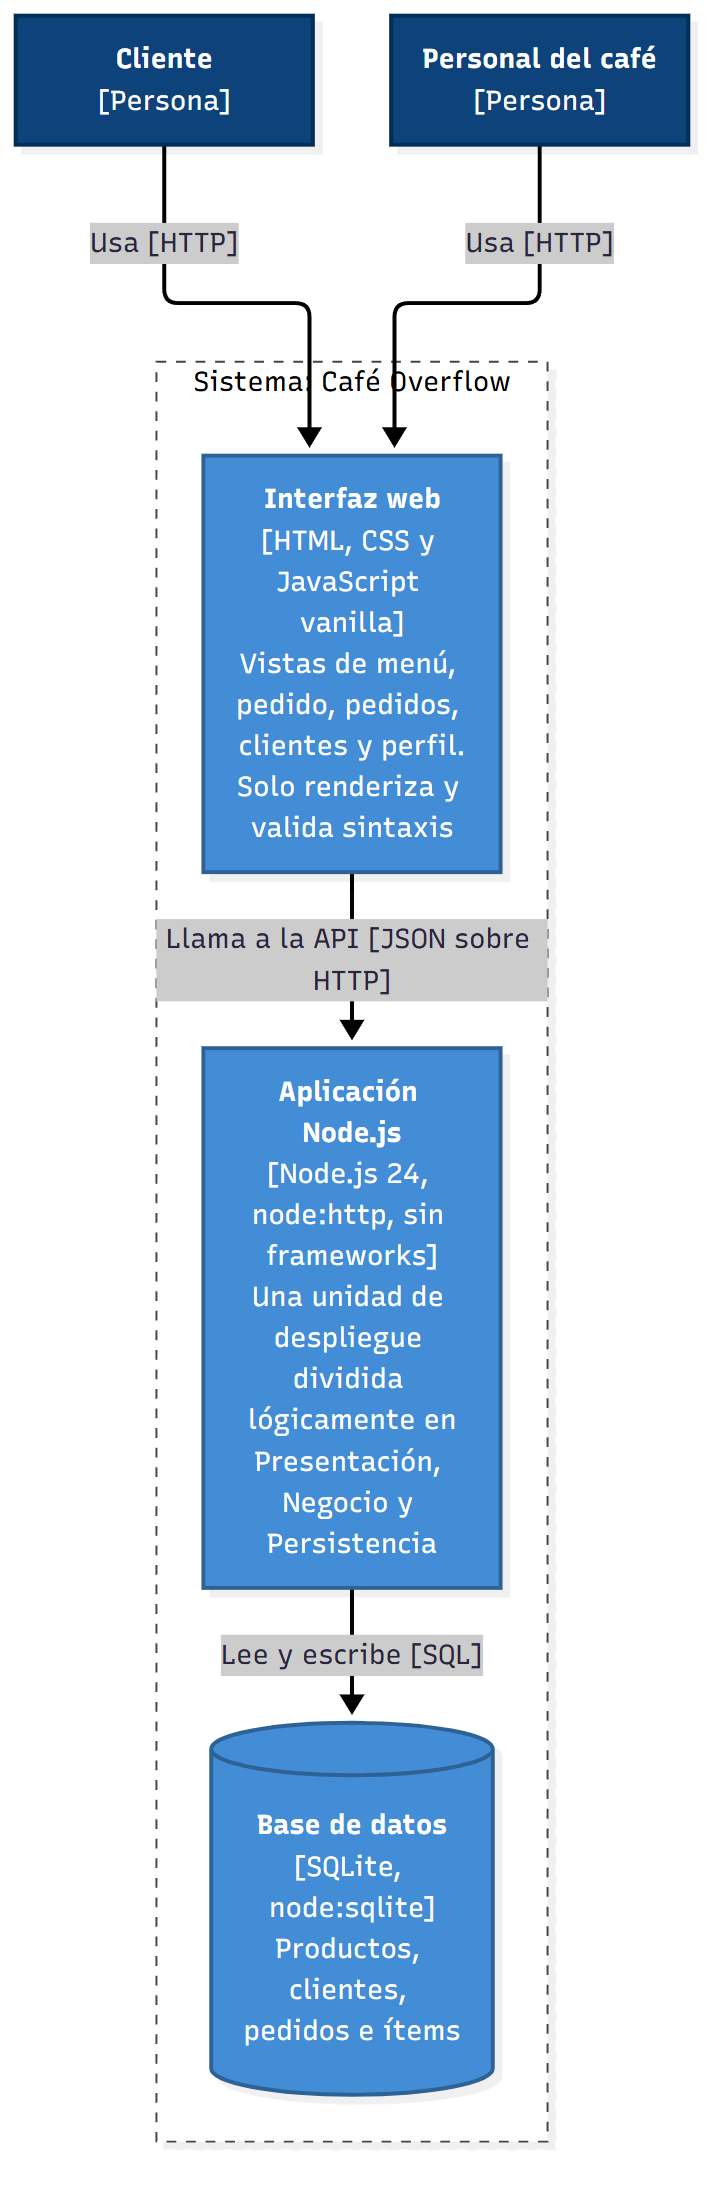 Cliente
[Persona]
Personal del café
[Persona]
Usa [HTTP]
Usa [HTTP]
Sistema: Café Overflow
Interfaz web
[HTML, CSS y
JavaScript
vanilla]
Vistas de menú,
pedido, pedidos,
clientes y perfil.
Solo renderiza y
valida sintaxis
Llama a la API [JSON sobre
HTTP]
Aplicación
Node.js
[Node.js 24,
node:http, sin
frameworks]
Una unidad de
despliegue
dividida
lógicamente en
Presentación,
Negocio y
Persistencia
Lee y escribe [SQL]
Base de datos
[SQLite,
node:sqlite]
Productos,
clientes,
pedidos e ítems